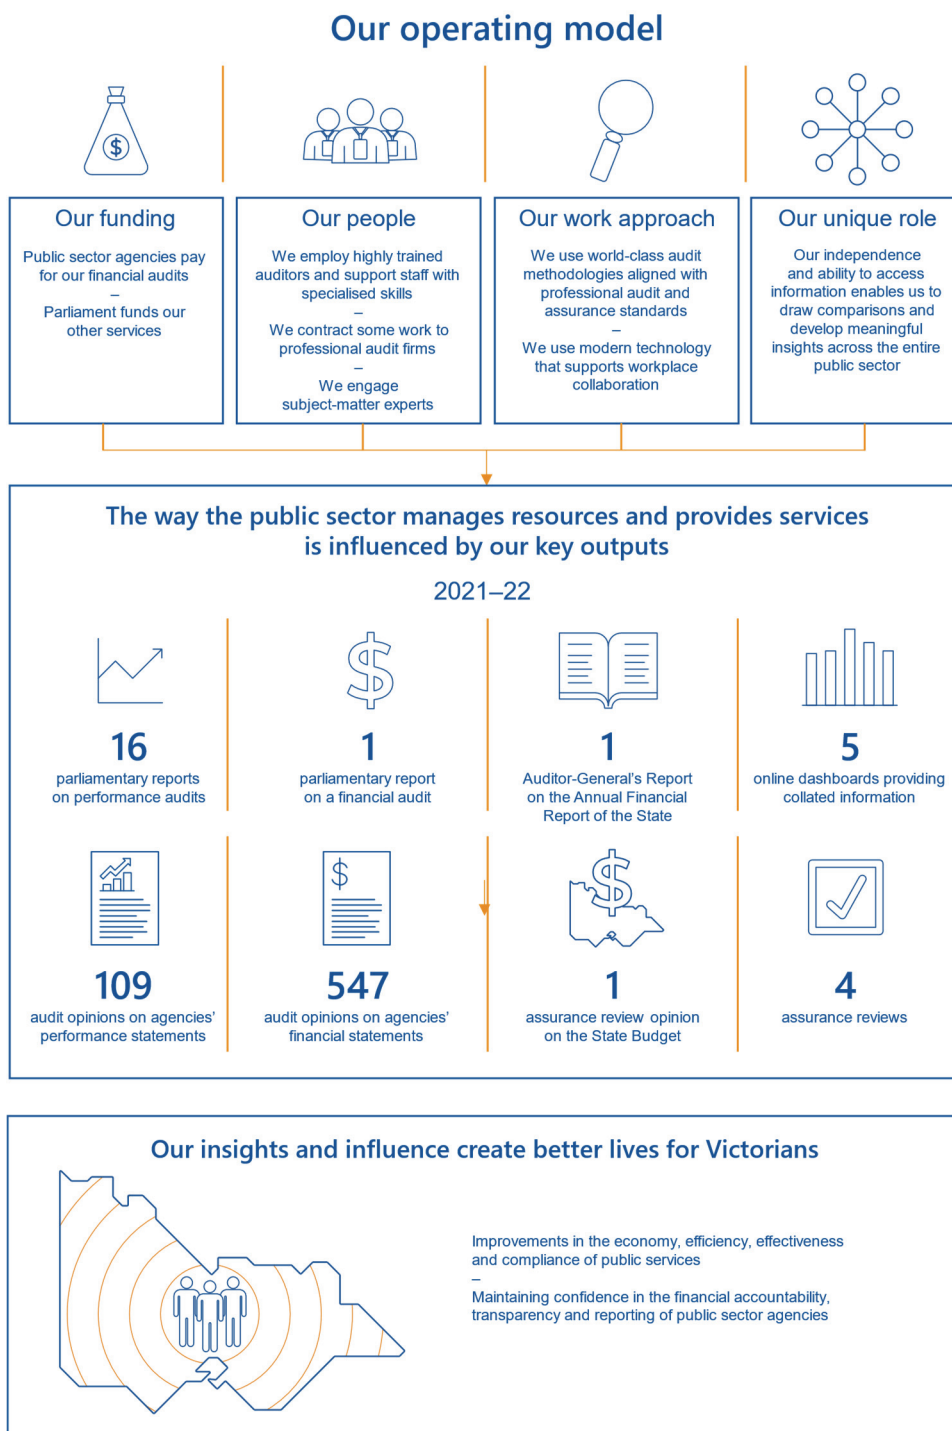 Our operating model
$
Our funding
Public sector agencies pay
for our financial audits
–
Parliament funds our
other services
Our people
We employ highly trained
auditors and support staff with
specialised skills
–
We contract some work to
professional audit firms
–
We engage
subject-matter experts
Our work approach
We use world-class audit
methodologies aligned with
professional audit and
assurance standards
–
We use modern technology
that supports workplace
collaboration
Our unique role
Our independence
and ability to access
information enables us to
draw comparisons and
develop meaningful
insights across the entire
public sector
The way the public sector manages resources and provides services
is influenced by our key outputs
2021–22
16
parliamentary reports
on performance audits
$
1
parliamentary report
on a financial audit
1
Auditor-General’s Report
on the Annual Financial
Report of the State
5
online dashboards providing
collated information
109
audit opinions on agencies’
performance statements
$
547
audit opinions on agencies’
financial statements
$
1
assurance review opinion
on the State Budget
4
assurance reviews
Our insights and influence create better lives for Victorians
Improvements in the economy, efficiency, effectiveness
and compliance of public services
–
Maintaining confidence in the financial accountability,
transparency and reporting of public sector agencies